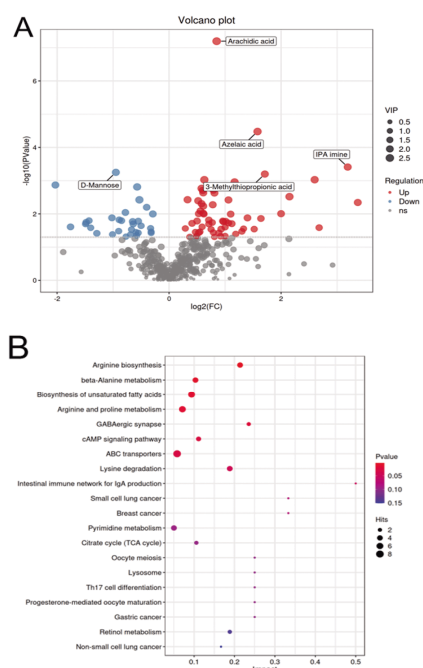 A
Volcano plot
Arachidic acid
Azelaic acid
IPA imine
D-Mannose
3-Methylthiopropionic acid
-log10(PValue)
6
4
2
0
-2
0
2
log2(FC)
VIP
0.5
1.0
1.5
2.0
2.5
Regulation
Up
Down
ns
B
Arginine biosynthesis
beta-Alanine metabolism
Biosynthesis of unsaturated fatty acids
Arginine and proline metabolism
GABAergic synapse
cAMP signaling pathway
ABC transporters
Lysine degradation
Intestinal immune network for IgA production
Small cell lung cancer
Breast cancer
Pyrimidine metabolism
Citrate cycle (TCA cycle)
Oocyte meiosis
Lysosome
Th17 cell differentiation
Progesterone-mediated oocyte maturation
Gastric cancer
Retinol metabolism
Non-small cell lung cancer
0.1
0.2
0.3
0.4
0.5
Pvalue
0.05
0.10
0.15
Hits
2
4
6
8